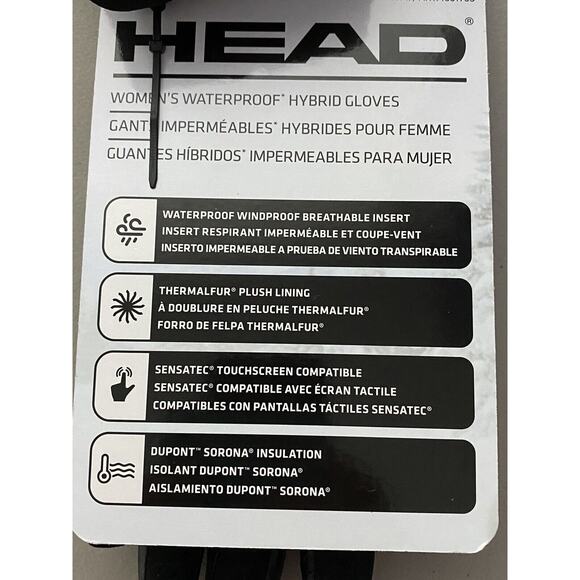 HEAD®
WOMEN'S WATERPROOF* HYBRID GLOVES
GANTS IMPERMÉABLES* HYBRIDES POUR FEMME
GUANTES HÍBRIDOS* IMPERMEABLES PARA MUJER
WATERPROOF WINDPROOF BREATHABLE INSERT
INSERT RESPIRANT IMPERMÉABLE ET COUPE-VENT
INSERTO IMPERMEABLE A PRUEBA DE VIENTO TRANSPIRABLE
THERMALFUR® PLUSH LINING
À DOUBLURE EN PELUCHE THERMALFUR®
FORRO DE FELPA THERMALFUR®
SENSATEC® TOUCHSCREEN COMPATIBLE
SENSATEC® COMPATIBLE AVEC ÉCRAN TACTILE
COMPATIBLES CON PANTALLAS TÁCTILES SENSATEC®
DUPONT™ SORONA® INSULATION
ISOLANT DUPONT™ SORONA®
AISLAMIENTO DUPONT™ SORONA®